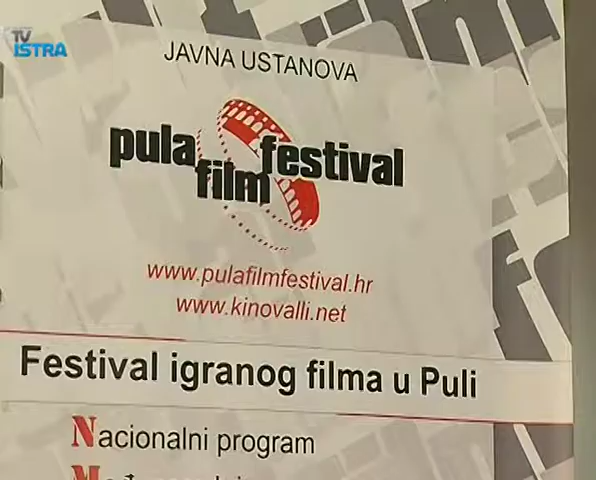 TV
ISTRA
JAVNA USTANOVA
pula festival
film
www.pulafilmfestival.hr
www.kinovalli.net
Festival igranog filma u Puli
Nacionalni program